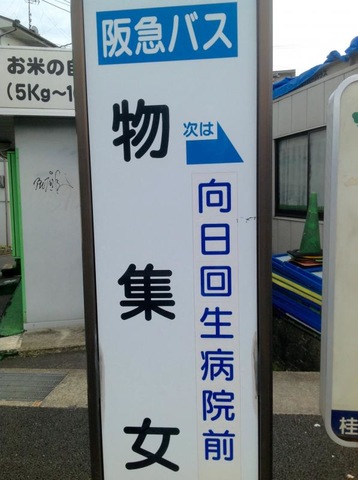 阪急バス
物集女
次は
向日回生病院前
お米の自
(5Kg~1
桂